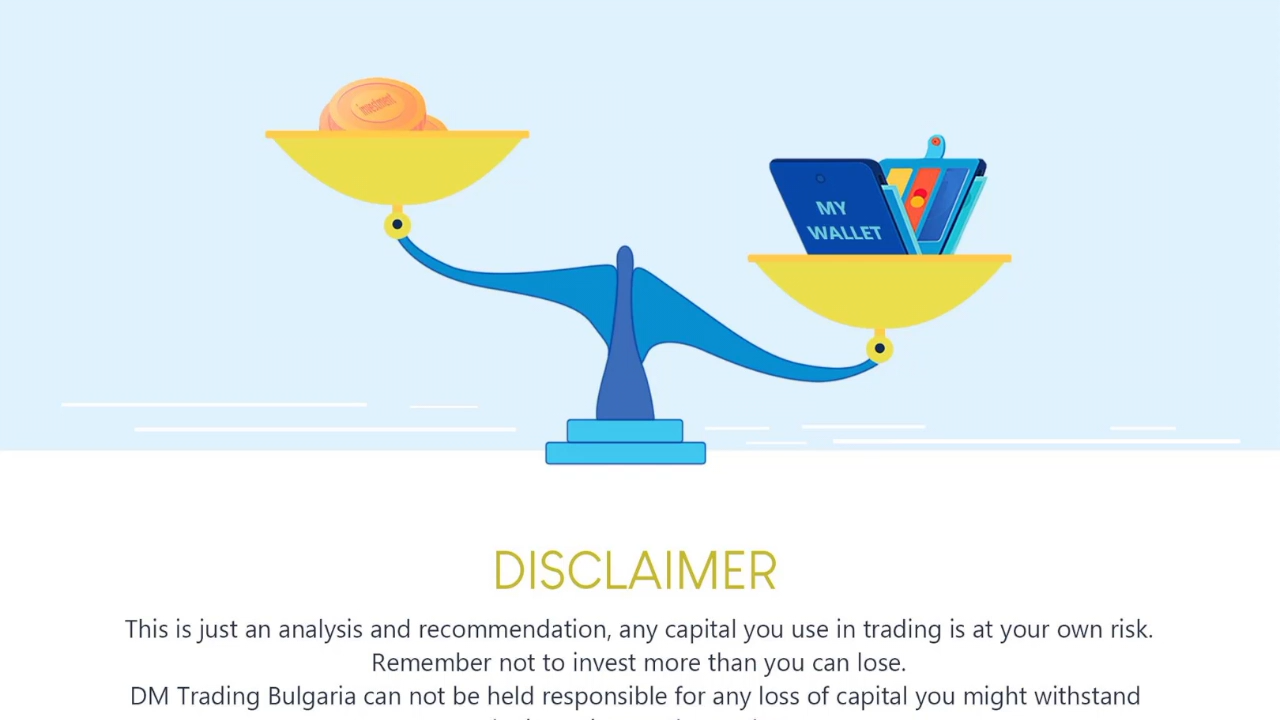 investment
MY
WALLET
DISCLAIMER
This is just an analysis and recommendation, any capital you use in trading is at your own risk.
Remember not to invest more than you can lose.
DM Trading Bulgaria can not be held responsible for any loss of capital you might withstand